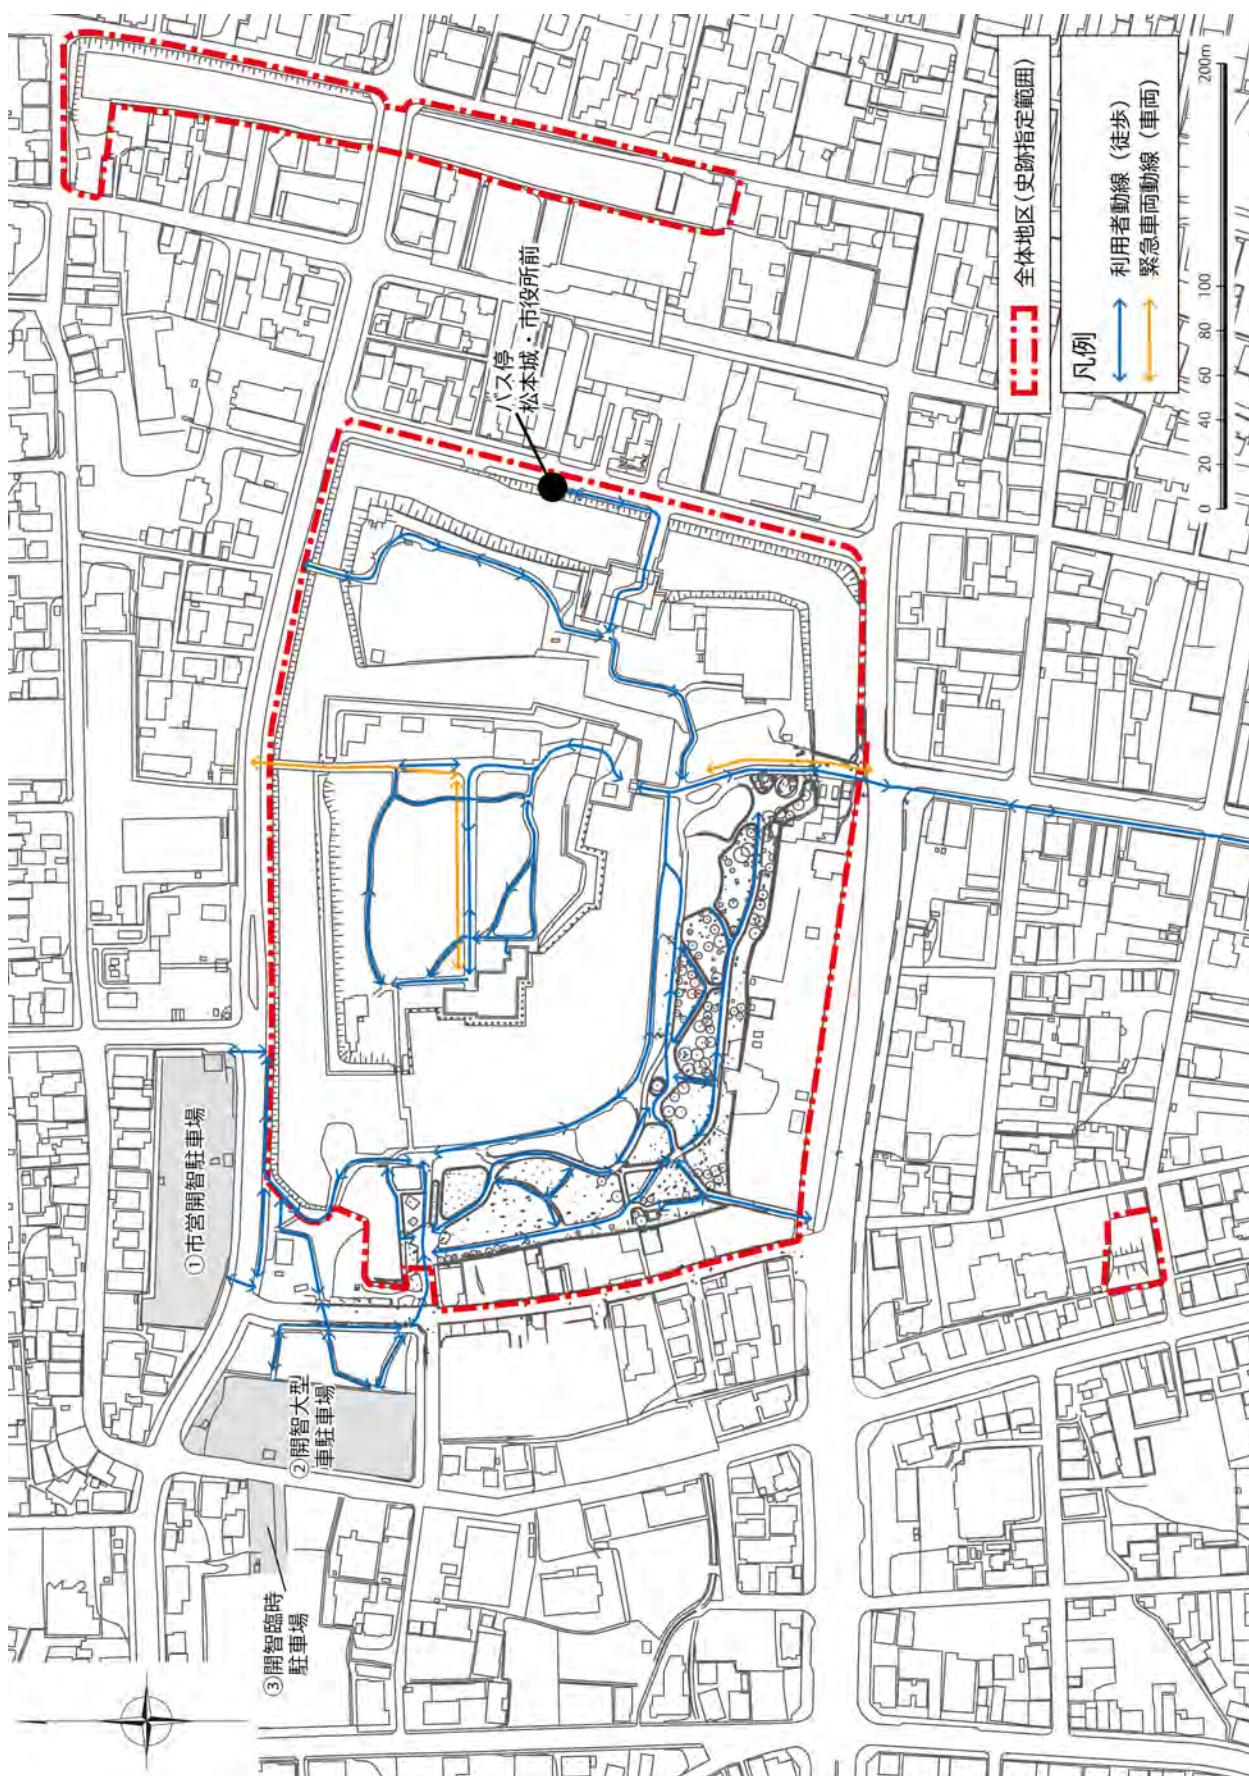 ①市営開智駐車場
②開智大型
車駐車場
③開智臨時
駐車場
バス停
松本城・市役所前
全体地区（史跡指定範囲）
凡例
利用者動線（徒歩）
緊急車両動線（車両）
0 20 40 60 80 100 200m